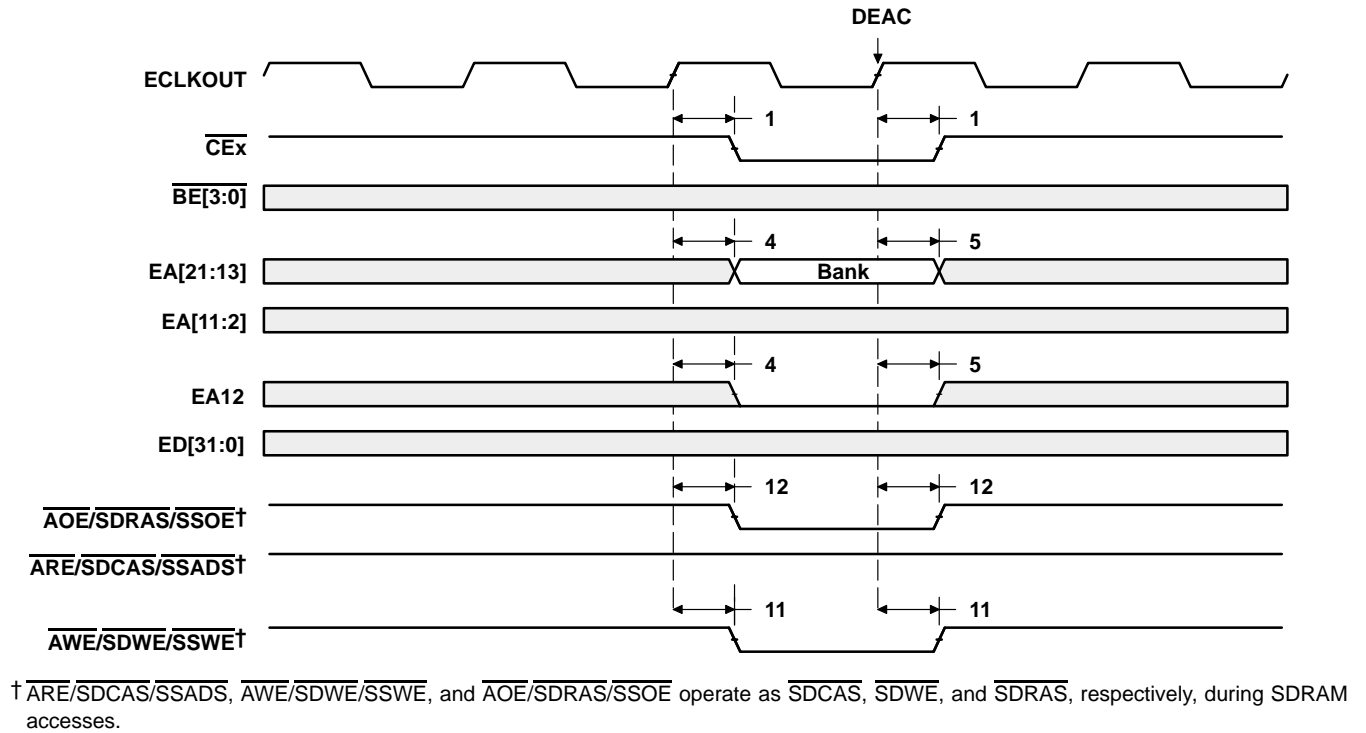 DEAC
ECLKOUT
1 1
CEx
BE[3:0]
4 5
EA[21:13] Bank
EA[11:2]
4 5
EA12
ED[31:0]
12 12
AOE/SDRAS/SSOE†
ARE/SDCAS/SSADS†
11 11
AWE/SDWE/SSWE†
† ARE/SDCAS/SSADS, AWE/SDWE/SSWE, and AOE/SDRAS/SSOE operate as SDCAS, SDWE, and SDRAS, respectively, during SDRAM
accesses.